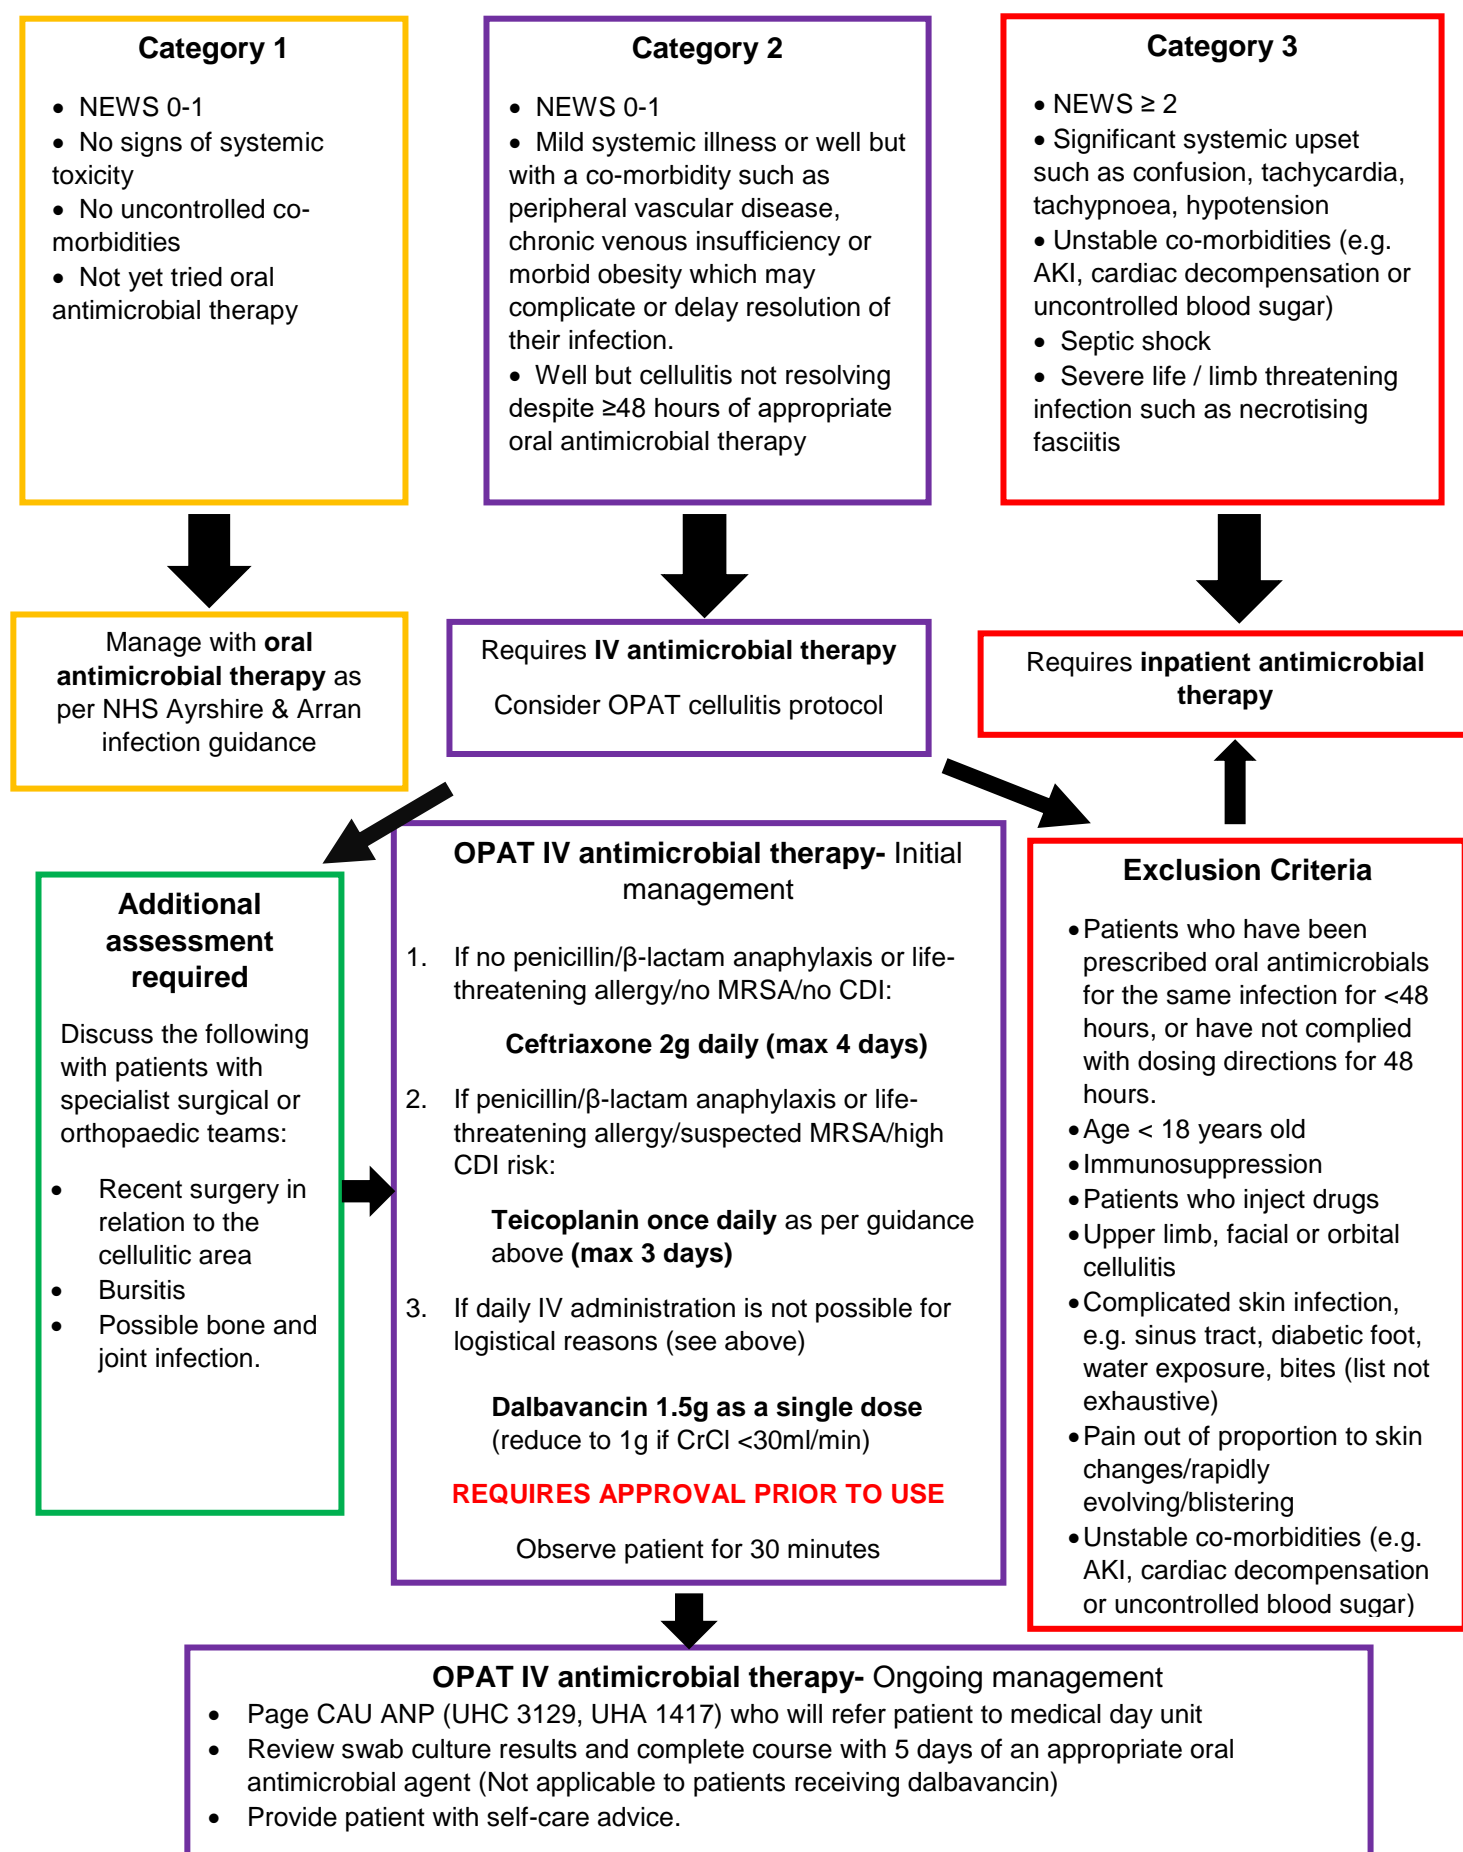 Category 1
• NEWS 0-1
• No signs of systemic
toxicity
• No uncontrolled co-
morbidities
• Not yet tried oral
antimicrobial therapy
Category 2
• NEWS 0-1
• Mild systemic illness or well but
with a co-morbidity such as
peripheral vascular disease,
chronic venous insufficiency or
morbid obesity which may
complicate or delay resolution of
their infection.
• Well but cellulitis not resolving
despite ≥48 hours of appropriate
oral antimicrobial therapy
Category 3
• NEWS ≥ 2
• Significant systemic upset
such as confusion, tachycardia,
tachypnoea, hypotension
• Unstable co-morbidities (e.g.
AKI, cardiac decompensation or
uncontrolled blood sugar)
• Septic shock
• Severe life / limb threatening
infection such as necrotising
fasciitis
Manage with oral
antimicrobial therapy as
per NHS Ayrshire & Arran
infection guidance
Requires IV antimicrobial therapy
Consider OPAT cellulitis protocol
Requires inpatient antimicrobial
therapy
Additional
assessment
required
Discuss the following
with patients with
specialist surgical or
orthopaedic teams:
• Recent surgery in
relation to the
cellulitic area
• Bursitis
• Possible bone and
joint infection.
OPAT IV antimicrobial therapy- Initial
management
1. If no penicillin/β-lactam anaphylaxis or life-
threatening allergy/no MRSA/no CDI:
Ceftriaxone 2g daily (max 4 days)
2. If penicillin/β-lactam anaphylaxis or life-
threatening allergy/suspected MRSA/high
CDI risk:
Teicoplanin once daily as per guidance
above (max 3 days)
3. If daily IV administration is not possible for
logistical reasons (see above)
Dalbavancin 1.5g as a single dose
(reduce to 1g if CrCl <30ml/min)
REQUIRES APPROVAL PRIOR TO USE
Observe patient for 30 minutes
Exclusion Criteria
• Patients who have been
prescribed oral antimicrobials
for the same infection for <48
hours, or have not complied
with dosing directions for 48
hours.
• Age < 18 years old
• Immunosuppression
• Patients who inject drugs
• Upper limb, facial or orbital
cellulitis
• Complicated skin infection,
e.g. sinus tract, diabetic foot,
water exposure, bites (list not
exhaustive)
• Pain out of proportion to skin
changes/rapidly
evolving/blistering
• Unstable co-morbidities (e.g.
AKI, cardiac decompensation
or uncontrolled blood sugar)
OPAT IV antimicrobial therapy- Ongoing management
• Page CAU ANP (UHC 3129, UHA 1417) who will refer patient to medical day unit
• Review swab culture results and complete course with 5 days of an appropriate oral
antimicrobial agent (Not applicable to patients receiving dalbavancin)
• Provide patient with self-care advice.